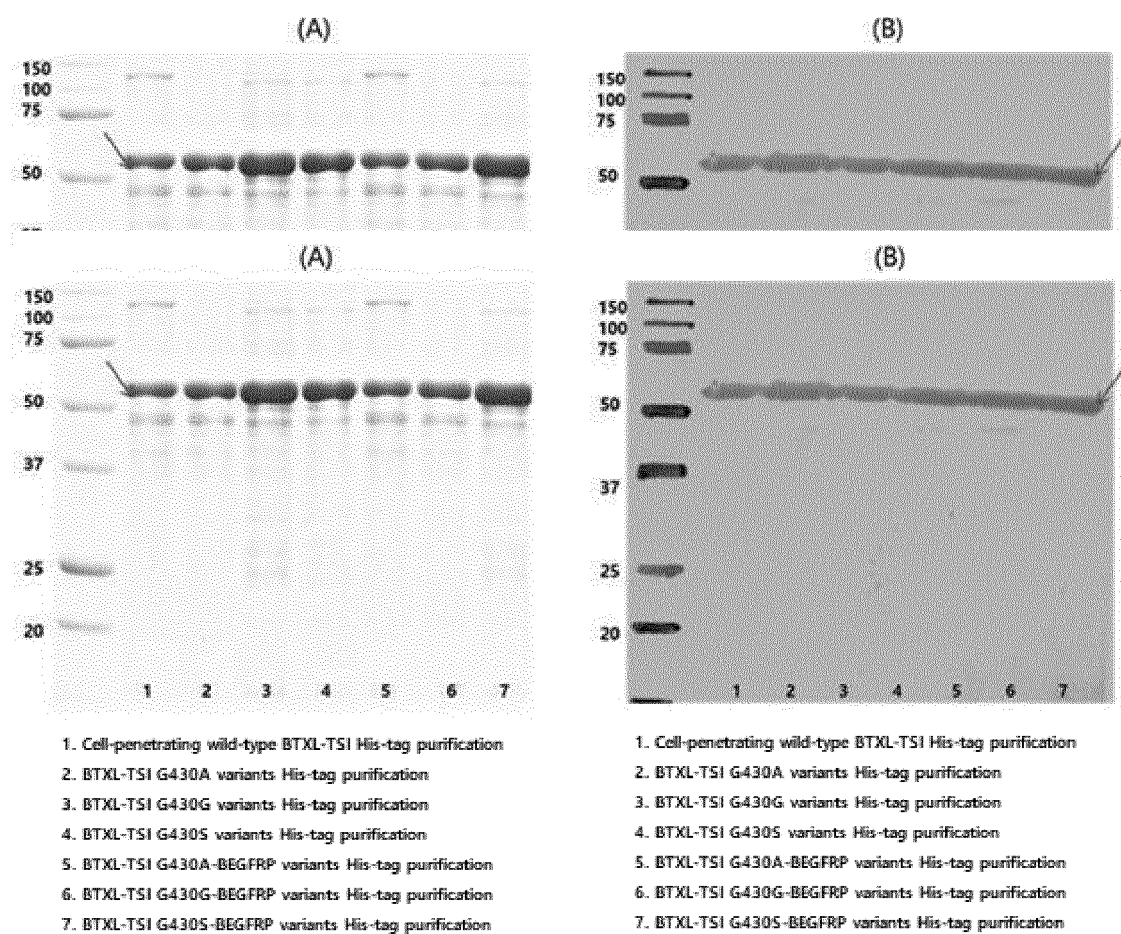 (A)
150
100
75
50
(B)
150
100
75
50
(A)
150
100
75
50
37
25
20
1 2 3 4 5 6 7
(B)
150
100
75
50
37
25
20
1 2 3 4 5 6 7
1. Cell-penetrating wild-type BTXL-TSI His-tag purification
2. BTXL-TSI G430A variants His-tag purification
3. BTXL-TSI G430G variants His-tag purification
4. BTXL-TSI G430S variants His-tag purification
5. BTXL-TSI G430A-BEGFRP variants His-tag purification
6. BTXL-TSI G430G-BEGFRP variants His-tag purification
7. BTXL-TSI G430S-BEGFRP variants His-tag purification
1. Cell-penetrating wild-type BTXL-TSI His-tag purification
2. BTXL-TSI G430A variants His-tag purification
3. BTXL-TSI G430G variants His-tag purification
4. BTXL-TSI G430S variants His-tag purification
5. BTXL-TSI G430A-BEGFRP variants His-tag purification
6. BTXL-TSI G430G-BEGFRP variants His-tag purification
7. BTXL-TSI G430S-BEGFRP variants His-tag purification